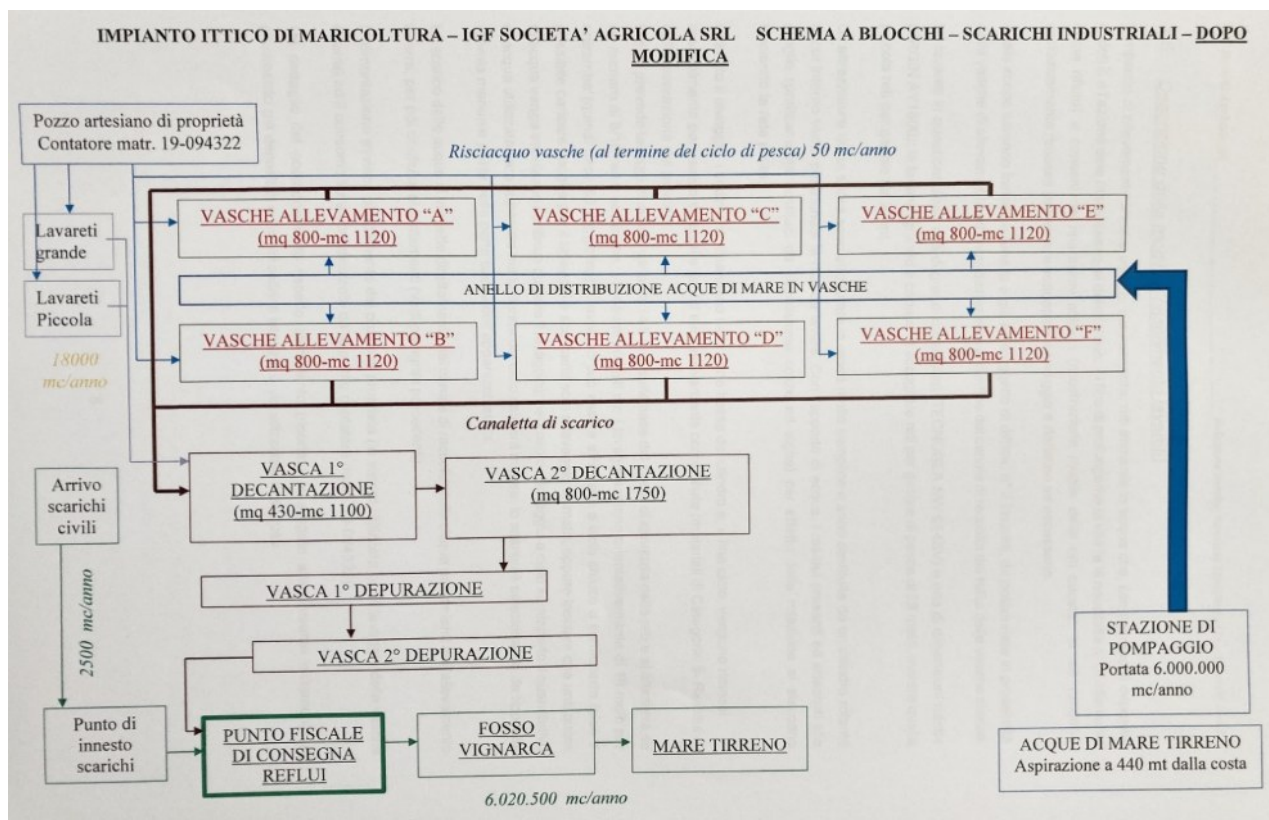 IMPIANTO ITTICO DI MARICOLTURA – IGF SOCIETA' AGRICOLA SRL SCHEMA A BLOCCHI – SCARICHI INDUSTRIALI – DOPO
MODIFICA
Pozzo artesiano di proprietà
Contatore matr. 19-094322
Risciacquo vasche (al termine del ciclo di pesca) 50 mc/anno
VASCHE ALLEVAMENTO "A"
(mq 800-mc 1120)
VASCHE ALLEVAMENTO "C"
(mq 800-mc 1120)
VASCHE ALLEVAMENTO "E"
(mq 800-mc 1120)
Lavareti
grande
ANELLO DI DISTRIBUZIONE ACQUE DI MARE IN VASCHE
Lavareti
Piccola
VASCHE ALLEVAMENTO "B"
(mq 800-mc 1120)
VASCHE ALLEVAMENTO "D"
(mq 800-mc 1120)
VASCHE ALLEVAMENTO "F"
(mq 800-mc 1120)
18000
mc/anno
Canaletta di scarico
VASCA 1°
DECANTAZIONE
(mq 430-mc 1100)
VASCA 2° DECANTAZIONE
(mq 800-mc 1750)
Arrivo
scarichi
civili
2500 mc/anno
VASCA 1° DEPURAZIONE
VASCA 2° DEPURAZIONE
STAZIONE DI
POMPAGGIO
Portata 6.000.000
mc/anno
Punto di
innesto
scarichi
PUNTO FISCALE
DI CONSEGNA
REFLUI
FOSSO
VIGNARCA
MARE TIRRENO
ACQUE DI MARE TIRRENO
Aspirazione a 440 mt dalla costa
6.020.500 mc/anno